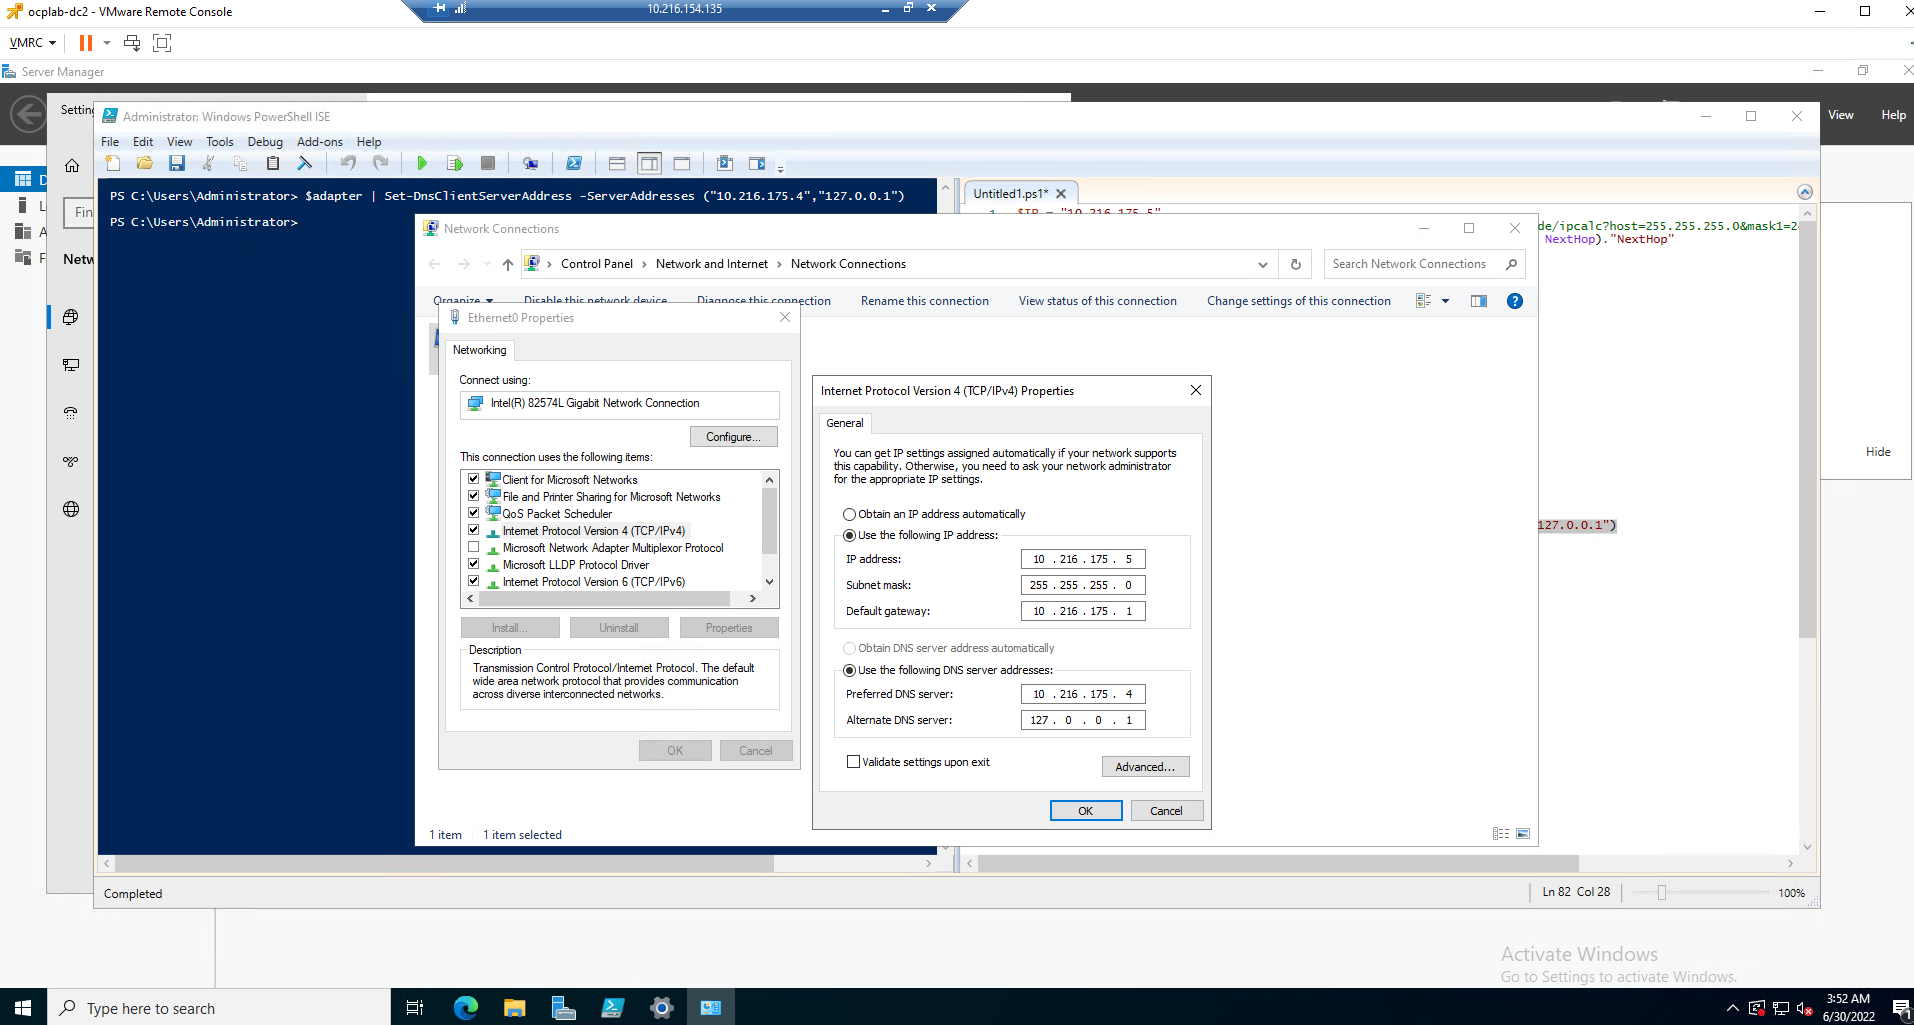 ocplab-dc2 - VMware Remote Console
10.216.154.135
VMRC
Server Manager
Settings
Administrator: Windows PowerShell ISE
View Help
File Edit View Tools Debug Add-ons Help
PS C:\Users\Administrator> $adapter | Set-DnsClientServerAddress -ServerAddresses ("10.216.175.4","127.0.0.1")
PS C:\Users\Administrator>
Untitled1.ps1*
1 $IP = "10.216.175.5"
de/ipcalc?host=255.255.255.0&mask1=2
NextHop)."NextHop"
127.0.0.1")
D
L
A
F
Fin
Netw
Hide
Network Connections
Control Panel > Network and Internet > Network Connections
Search Network Connections
Organize
Disable this network device
Diagnose this connection
Rename this connection
View status of this connection
Change settings of this connection
Ethernet0 Properties
Networking
Connect using:
Intel(R) 82574L Gigabit Network Connection
Configure...
This connection uses the following items:
Client for Microsoft Networks
File and Printer Sharing for Microsoft Networks
QoS Packet Scheduler
Internet Protocol Version 4 (TCP/IPv4)
Microsoft Network Adapter Multiplexor Protocol
Microsoft LLDP Protocol Driver
Internet Protocol Version 6 (TCP/IPv6)
Install... Uninstall Properties
Description
Transmission Control Protocol/Internet Protocol. The default
wide area network protocol that provides communication
across diverse interconnected networks.
OK Cancel
Internet Protocol Version 4 (TCP/IPv4) Properties
General
You can get IP settings assigned automatically if your network supports
this capability. Otherwise, you need to ask your network administrator
for the appropriate IP settings.
Obtain an IP address automatically
Use the following IP address:
IP address: 10 . 216 . 175 . 5
Subnet mask: 255 . 255 . 255 . 0
Default gateway: 10 . 216 . 175 . 1
Obtain DNS server address automatically
Use the following DNS server addresses:
Preferred DNS server: 10 . 216 . 175 . 4
Alternate DNS server: 127 . 0 . 0 . 1
Validate settings upon exit
Advanced...
OK Cancel
1 item 1 item selected
Completed
Ln 82 Col 28
100%
Activate Windows
Go to Settings to activate Windows.
Type here to search
3:52 AM
6/30/2022
1